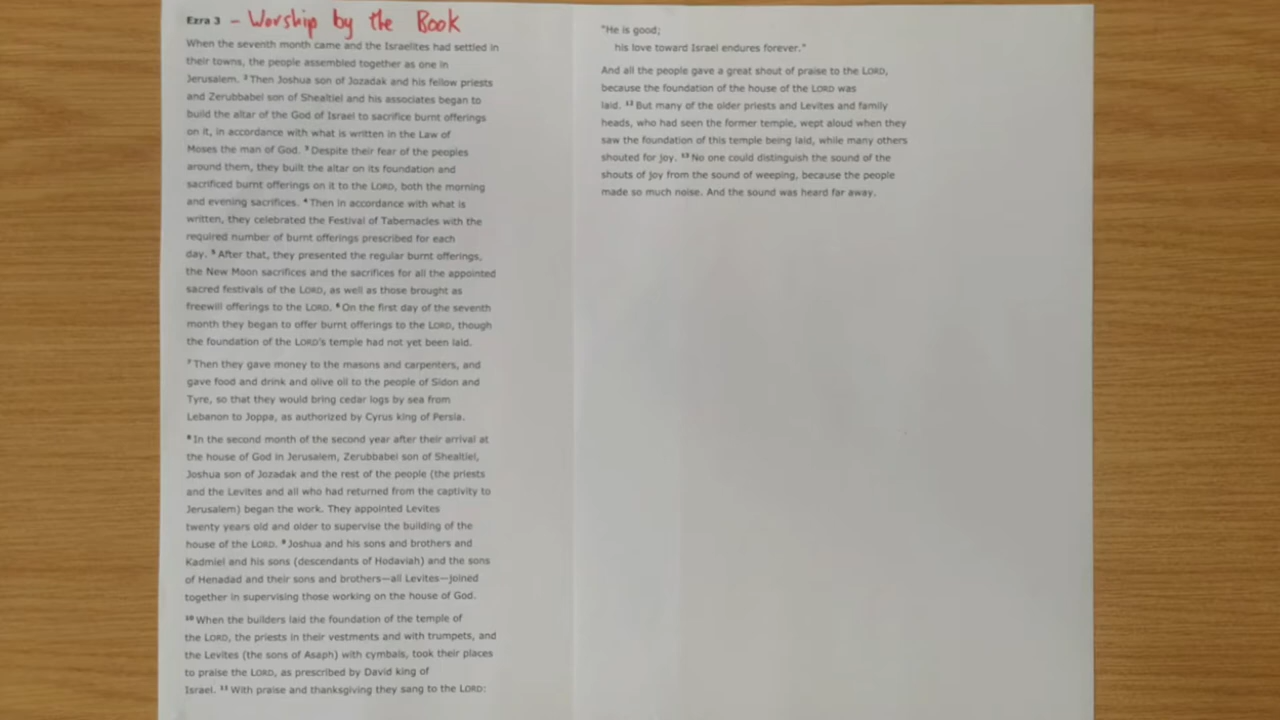 Ezra 3 - Worship by the Book
When the seventh month came and the Israelites had settled in
their towns, the people assembled together as one in
Jerusalem. ² Then Joshua son of Jozadak and his fellow priests
and Zerubbabel son of Shealtiel and his associates began to
build the altar of the God of Israel to sacrifice burnt offerings
on it, in accordance with what is written in the Law of
Moses the man of God. ³ Despite their fear of the peoples
around them, they built the altar on its foundation and
sacrificed burnt offerings on it to the LORD, both the morning
and evening sacrifices. ⁴ Then in accordance with what is
written, they celebrated the Festival of Tabernacles with the
required number of burnt offerings prescribed for each
day. ⁵ After that, they presented the regular burnt offerings,
the New Moon sacrifices and the sacrifices for all the appointed
sacred festivals of the LORD, as well as those brought as
freewill offerings to the LORD. ⁶ On the first day of the seventh
month they began to offer burnt offerings to the LORD, though
the foundation of the LORD's temple had not yet been laid.
⁷ Then they gave money to the masons and carpenters, and
gave food and drink and olive oil to the people of Sidon and
Tyre, so that they would bring cedar logs by sea from
Lebanon to Joppa, as authorized by Cyrus king of Persia.
⁸ In the second month of the second year after their arrival at
the house of God in Jerusalem, Zerubbabel son of Shealtiel,
Joshua son of Jozadak and the rest of the people (the priests
and the Levites and all who had returned from the captivity to
Jerusalem) began the work. They appointed Levites
twenty years old and older to supervise the building of the
house of the LORD. ⁹ Joshua and his sons and brothers and
Kadmiel and his sons (descendants of Hodaviah) and the sons
of Henadad and their sons and brothers—all Levites—joined
together in supervising those working on the house of God.
¹⁰ When the builders laid the foundation of the temple of
the LORD, the priests in their vestments and with trumpets, and
the Levites (the sons of Asaph) with cymbals, took their places
to praise the LORD, as prescribed by David king of
Israel. ¹¹ With praise and thanksgiving they sang to the LORD:
"He is good;
his love toward Israel endures forever."
And all the people gave a great shout of praise to the LORD,
because the foundation of the house of the LORD was
laid. ¹² But many of the older priests and Levites and family
heads, who had seen the former temple, wept aloud when they
saw the foundation of this temple being laid, while many others
shouted for joy. ¹³ No one could distinguish the sound of the
shouts of joy from the sound of weeping, because the people
made so much noise. And the sound was heard far away.